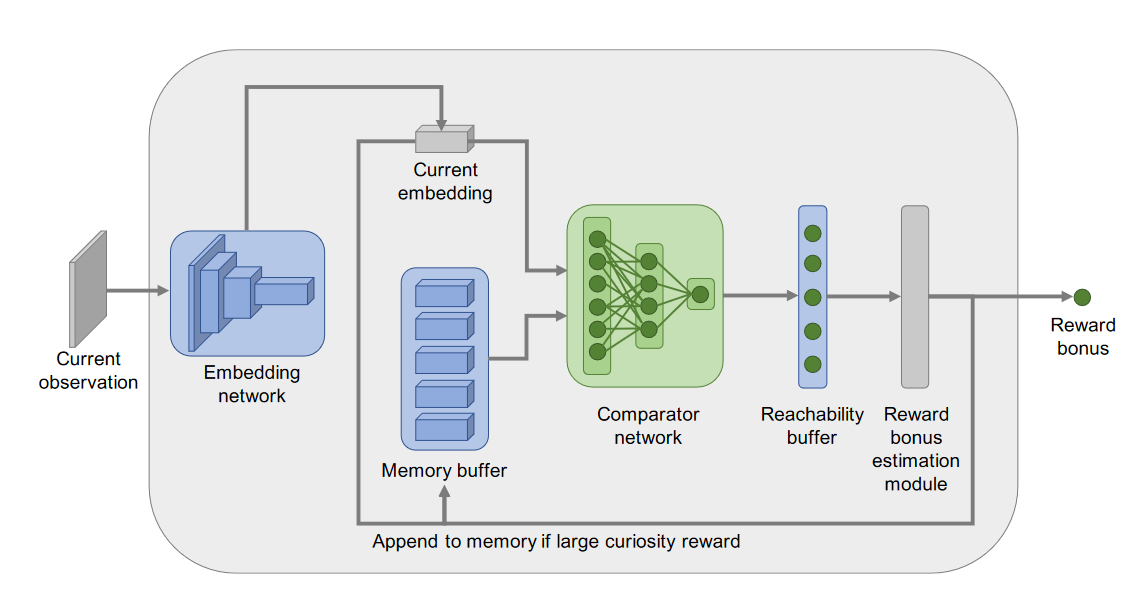 Current
embedding
Current
observation
Embedding
network
Memory buffer
Comparator
network
Reachability
buffer
Reward
bonus
estimation
module
Reward
bonus
Append to memory if large curiosity reward